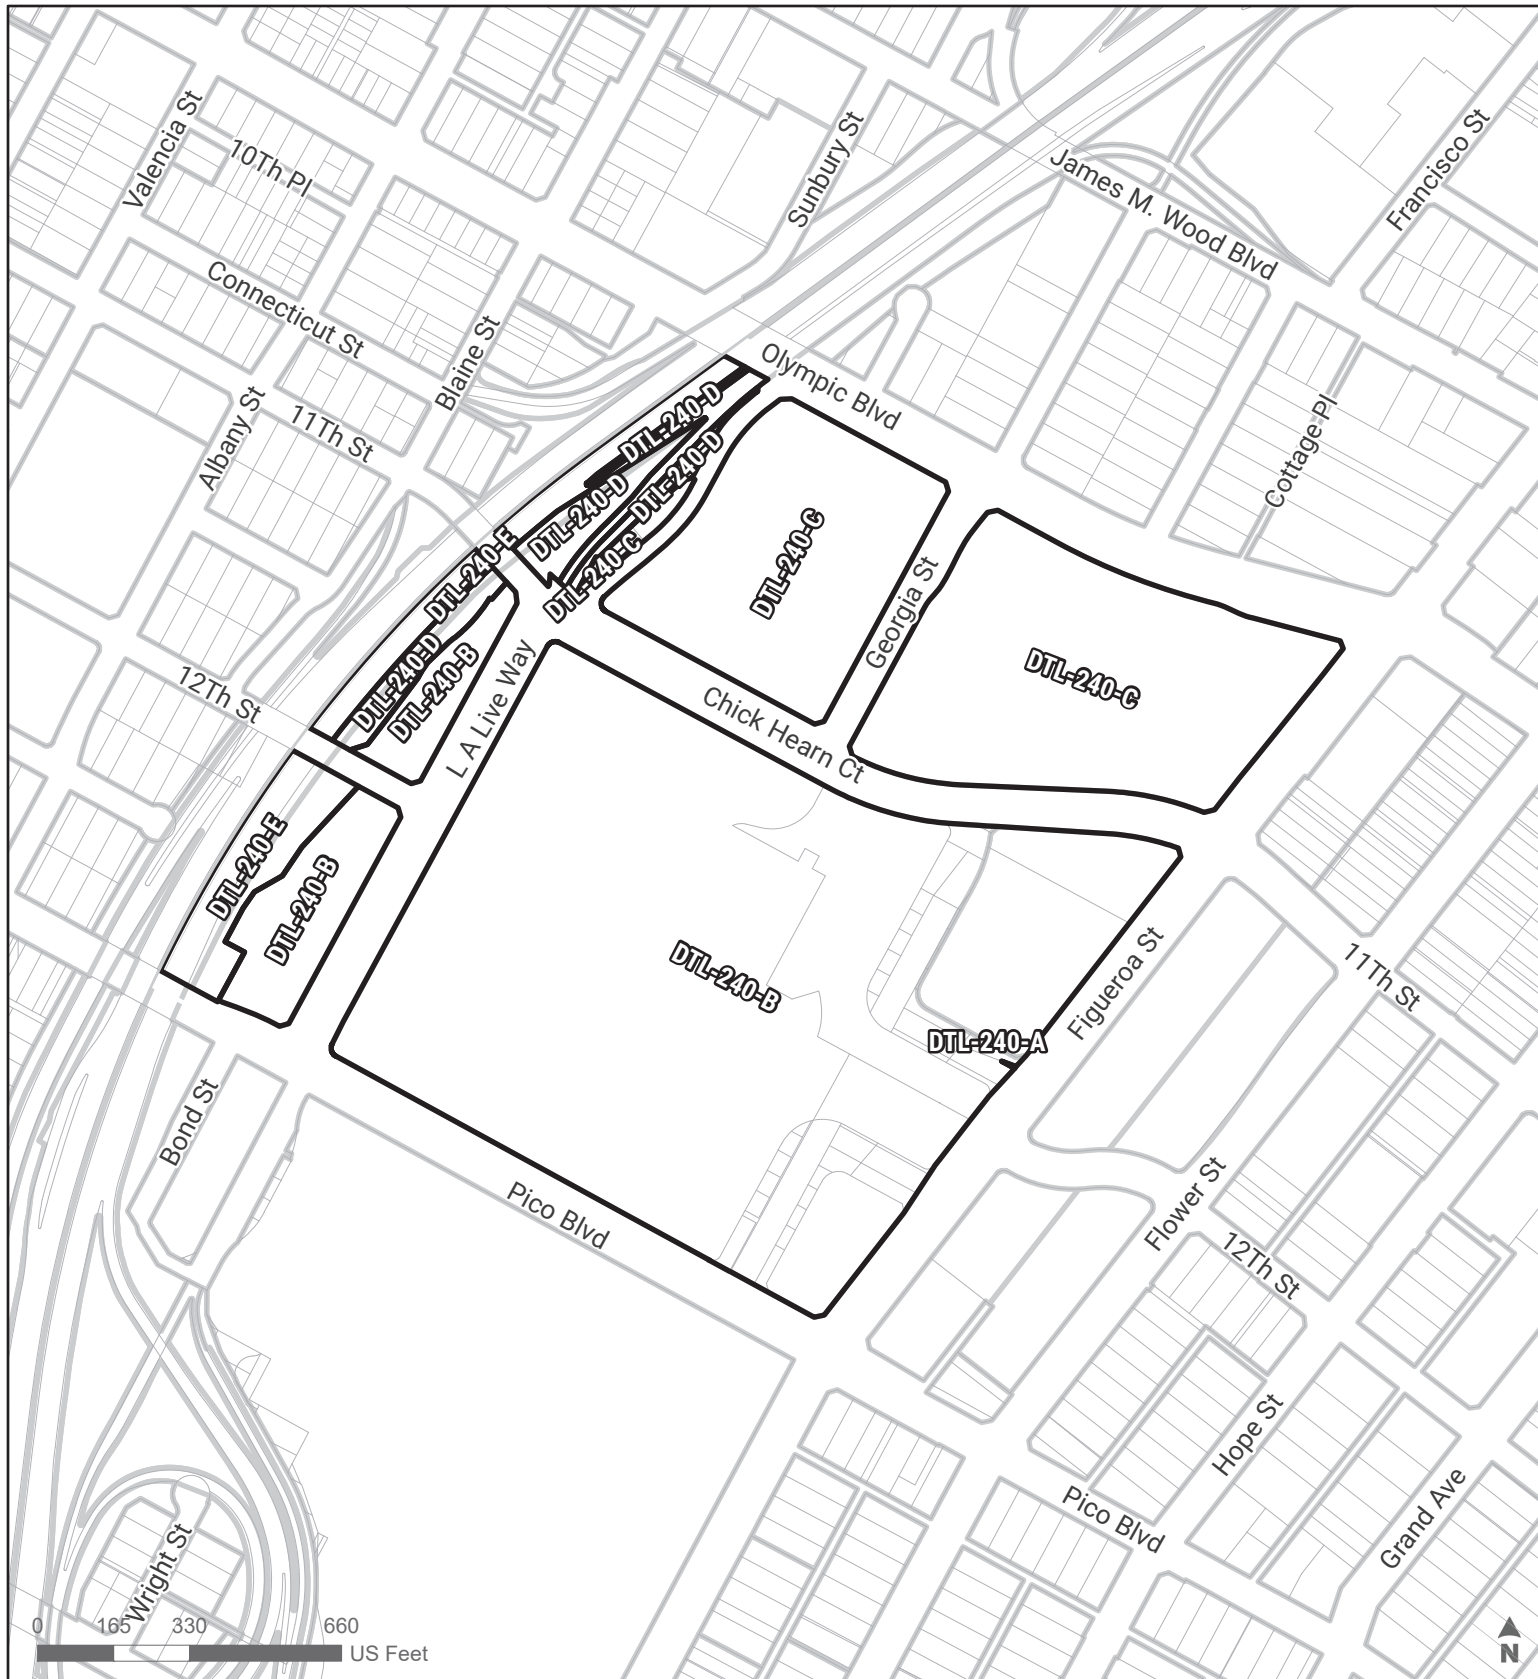 Valencia St
10Th Pl
Sunbury St
James M. Wood Blvd
Francisco St
Connecticut St
Blaine St
Olympic Blvd
Albany St
11Th St
Cottage Pl
DTL-240-D
DTL-240-D
DTL-240-D
DTL-240-C
DTL-240-C
DTL-240-E
Georgia St
DTL-240-D
DTL-240-B
DTL-240-C
12Th St
L A Live Way
Chick Hearn Ct
DTL-240-E
DTL-240-B
DTL-240-B
Figueroa St
11Th St
DTL-240-A
Bond St
Pico Blvd
Flower St
12Th St
Hope St
Pico Blvd
Grand Ave
Wright St
0 165 330 660
US Feet
N